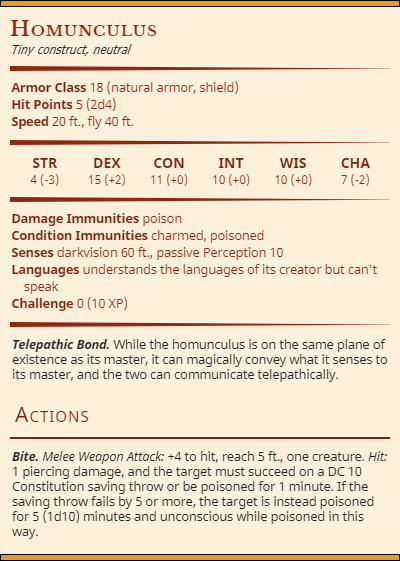 Homunculus
Tiny construct, neutral
Armor Class 18 (natural armor, shield)
Hit Points 5 (2d4)
Speed 20 ft., fly 40 ft.
STR DEX CON INT WIS CHA
4 (-3) 15 (+2) 11 (+0) 10 (+0) 10 (+0) 7 (-2)
Damage Immunities poison
Condition Immunities charmed, poisoned
Senses darkvision 60 ft., passive Perception 10
Languages understands the languages of its creator but can't
speak
Challenge 0 (10 XP)
Telepathic Bond. While the homunculus is on the same plane of
existence as its master, it can magically convey what it senses to
its master, and the two can communicate telepathically.
Actions
Bite. Melee Weapon Attack: +4 to hit, reach 5 ft., one creature. Hit:
1 piercing damage, and the target must succeed on a DC 10
Constitution saving throw or be poisoned for 1 minute. If the
saving throw fails by 5 or more, the target is instead poisoned
for 5 (1d10) minutes and unconscious while poisoned in this
way.